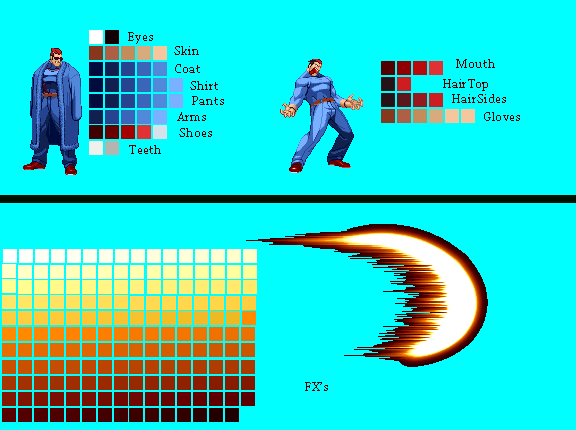 Eyes
Skin
Coat
Shirt
Pants
Arms
Shoes
Teeth
Mouth
HairTop
HairSides
Gloves
FX's